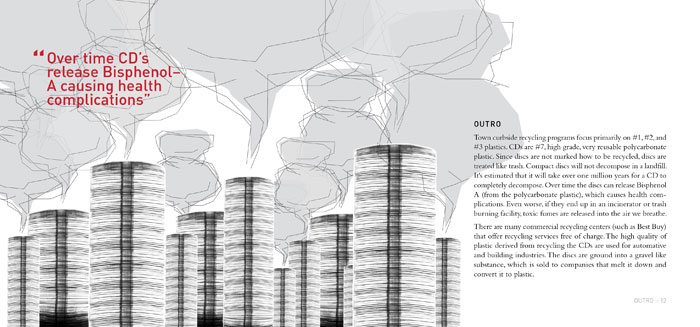 “Over time CD’s
release Bisphenol–
A causing health
complications”
OUTRO
Town curbside recycling programs focus primarily on #1, #2, and
#3 plastics. CDs are #7, high grade, very reusable polycarbonate
plastic. Since discs are not marked how to be recycled, discs are
treated like trash. Compact discs will not decompose in a landfill.
It's estimated that it will take over one million years for a CD to
completely decompose. Over time the discs can release Bisphenol
A (from the polycarbonate plastic), which causes health com-
plications. Even worse, if they end up in an incinerator or trash
burning facility, toxic fumes are released into the air we breathe.
There are many commercial recycling centers (such as Best Buy)
that offer recycling services free of charge. The high quality of
plastic derived from recycling the CDs are used for automative
and building industries. The discs are ground into a gravel like
substance, which is sold to companies that melt it down and
convert it to plastic.
OUTRO